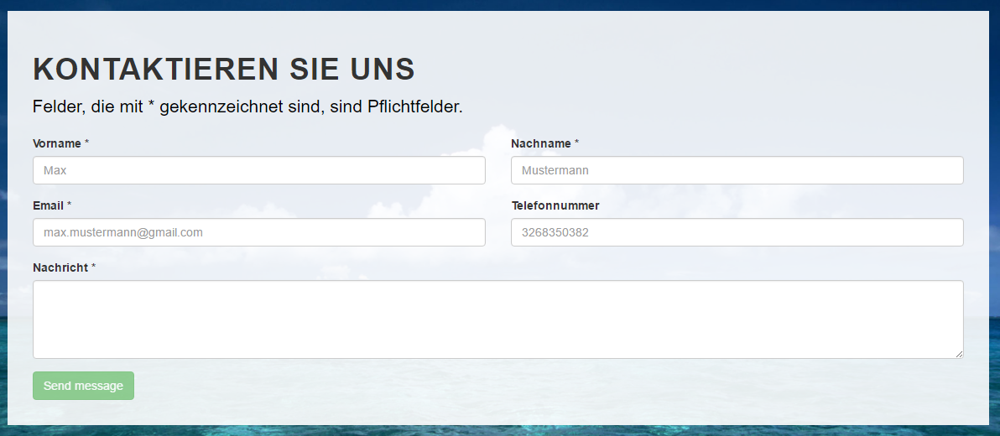 KONTAKTIEREN SIE UNS
Felder, die mit * gekennzeichnet sind, sind Pflichtfelder.
Vorname *
Nachname *
Max
Mustermann
Email *
Telefonnummer
max.mustermann@gmail.com
3268350382
Nachricht *
Send message